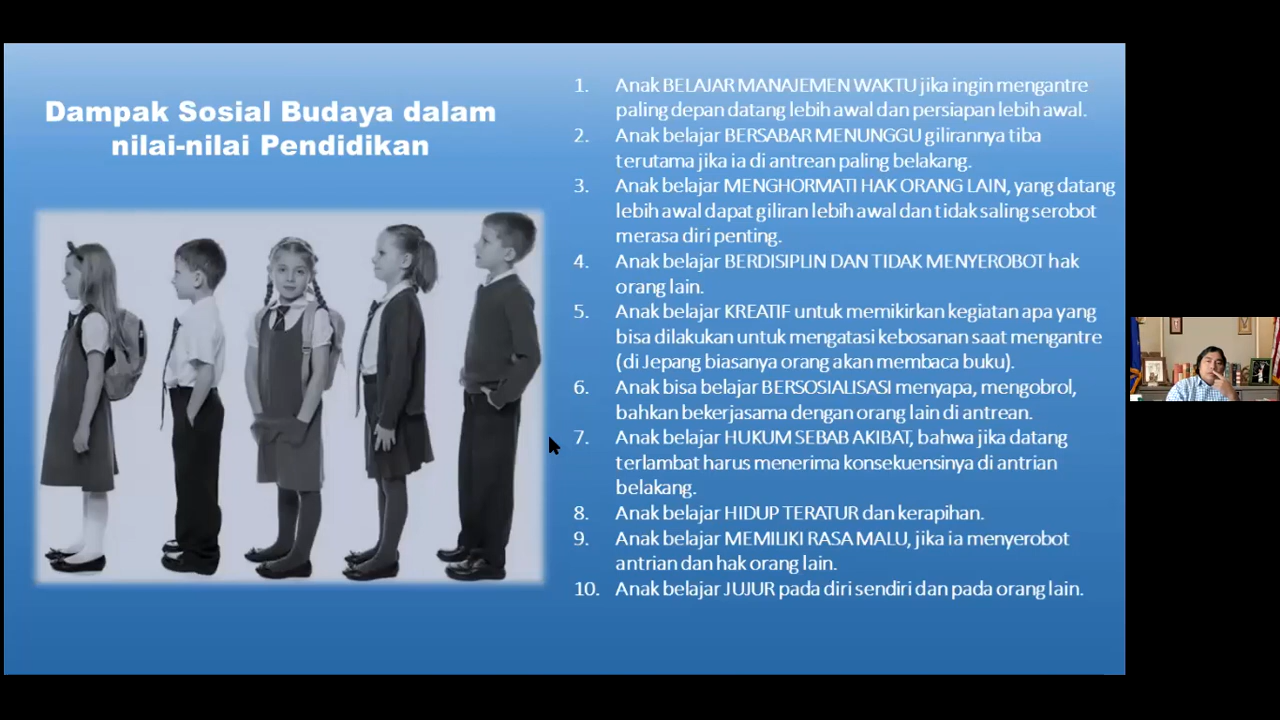 Dampak Sosial Budaya dalam
nilai-nilai Pendidikan
1. Anak BELAJAR MANAJEMEN WAKTU jika ingin mengantre
paling depan datang lebih awal dan persiapan lebih awal.
2. Anak belajar BERSABAR MENUNGGU gilirannya tiba
terutama jika ia di antrean paling belakang.
3. Anak belajar MENGHORMATI HAK ORANG LAIN, yang datang
lebih awal dapat giliran lebih awal dan tidak saling serobot
merasa diri penting.
4. Anak belajar BERDISIPLIN DAN TIDAK MENYEROBOT hak
orang lain.
5. Anak belajar KREATIF untuk memikirkan kegiatan apa yang
bisa dilakukan untuk mengatasi kebosanan saat mengantre
(di Jepang biasanya orang akan membaca buku).
6. Anak bisa belajar BERSOSIALISASI menyapa, mengobrol,
bahkan bekerjasama dengan orang lain di antrean.
7. Anak belajar HUKUM SEBAB AKIBAT, bahwa jika datang
terlambat harus menerima konsekuensinya di antrian
belakang.
8. Anak belajar HIDUP TERATUR dan kerapihan.
9. Anak belajar MEMILIKI RASA MALU, jika ia menyerobot
antrian dan hak orang lain.
10. Anak belajar JUJUR pada diri sendiri dan pada orang lain.